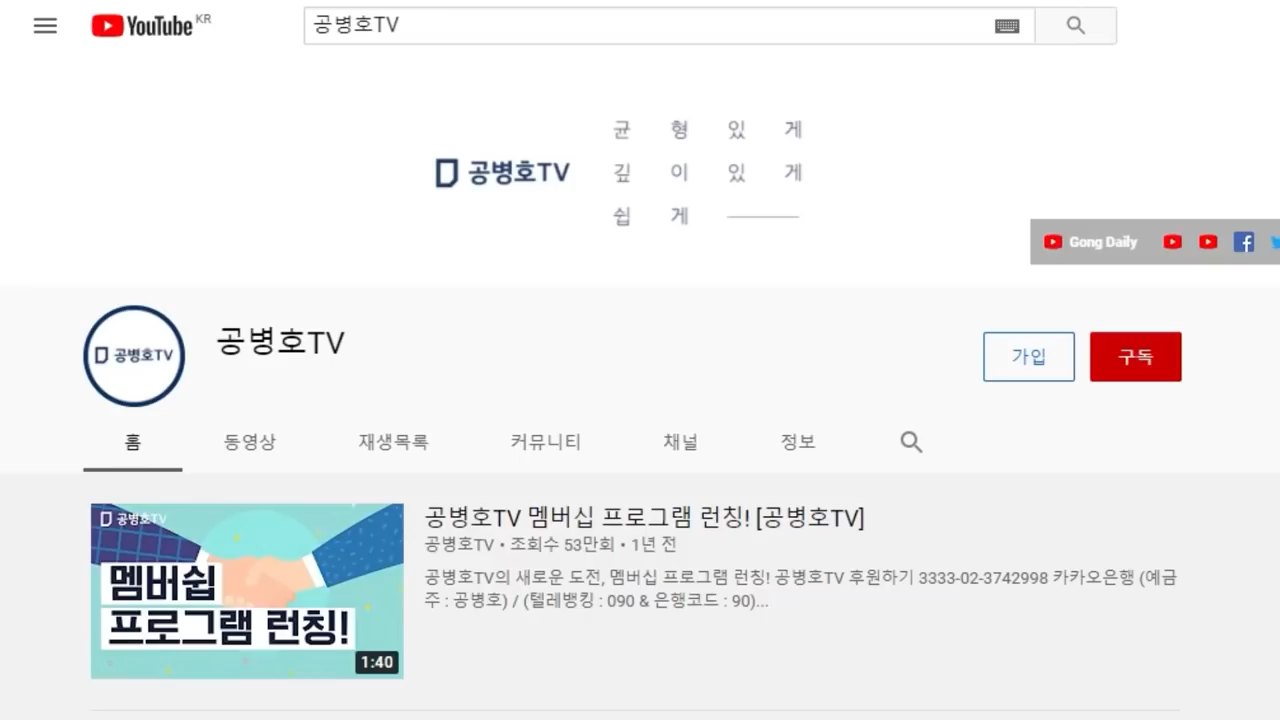 YouTube KR
공병호TV
공병호TV
균 형 있 게
깊 이 있 게
쉽 게
Gong Daily
공병호TV
공병호TV
가입
구독
홈
동영상
재생목록
커뮤니티
채널
정보
공병호TV
멤버쉽
프로그램 런칭!
1:40
공병호TV 멤버십 프로그램 런칭! [공병호TV]
공병호TV • 조회수 53만회 • 1년 전
공병호TV의 새로운 도전, 멤버십 프로그램 런칭! 공병호TV 후원하기 3333-02-3742998 카카오은행 (예금
주 : 공병호) / (텔레뱅킹 : 090 & 은행코드 : 90)...